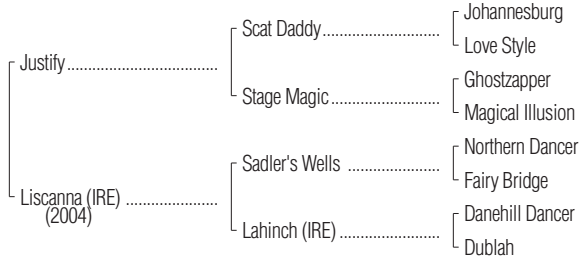 Johannesburg
Scat Daddy
Love Style
Justify
Ghostzapper
Stage Magic
Magical Illusion
Northern Dancer
Sadler's Wells
Fairy Bridge
Liscanna (IRE)
(2004)
Danehill Dancer
Lahinch (IRE)
Dublah